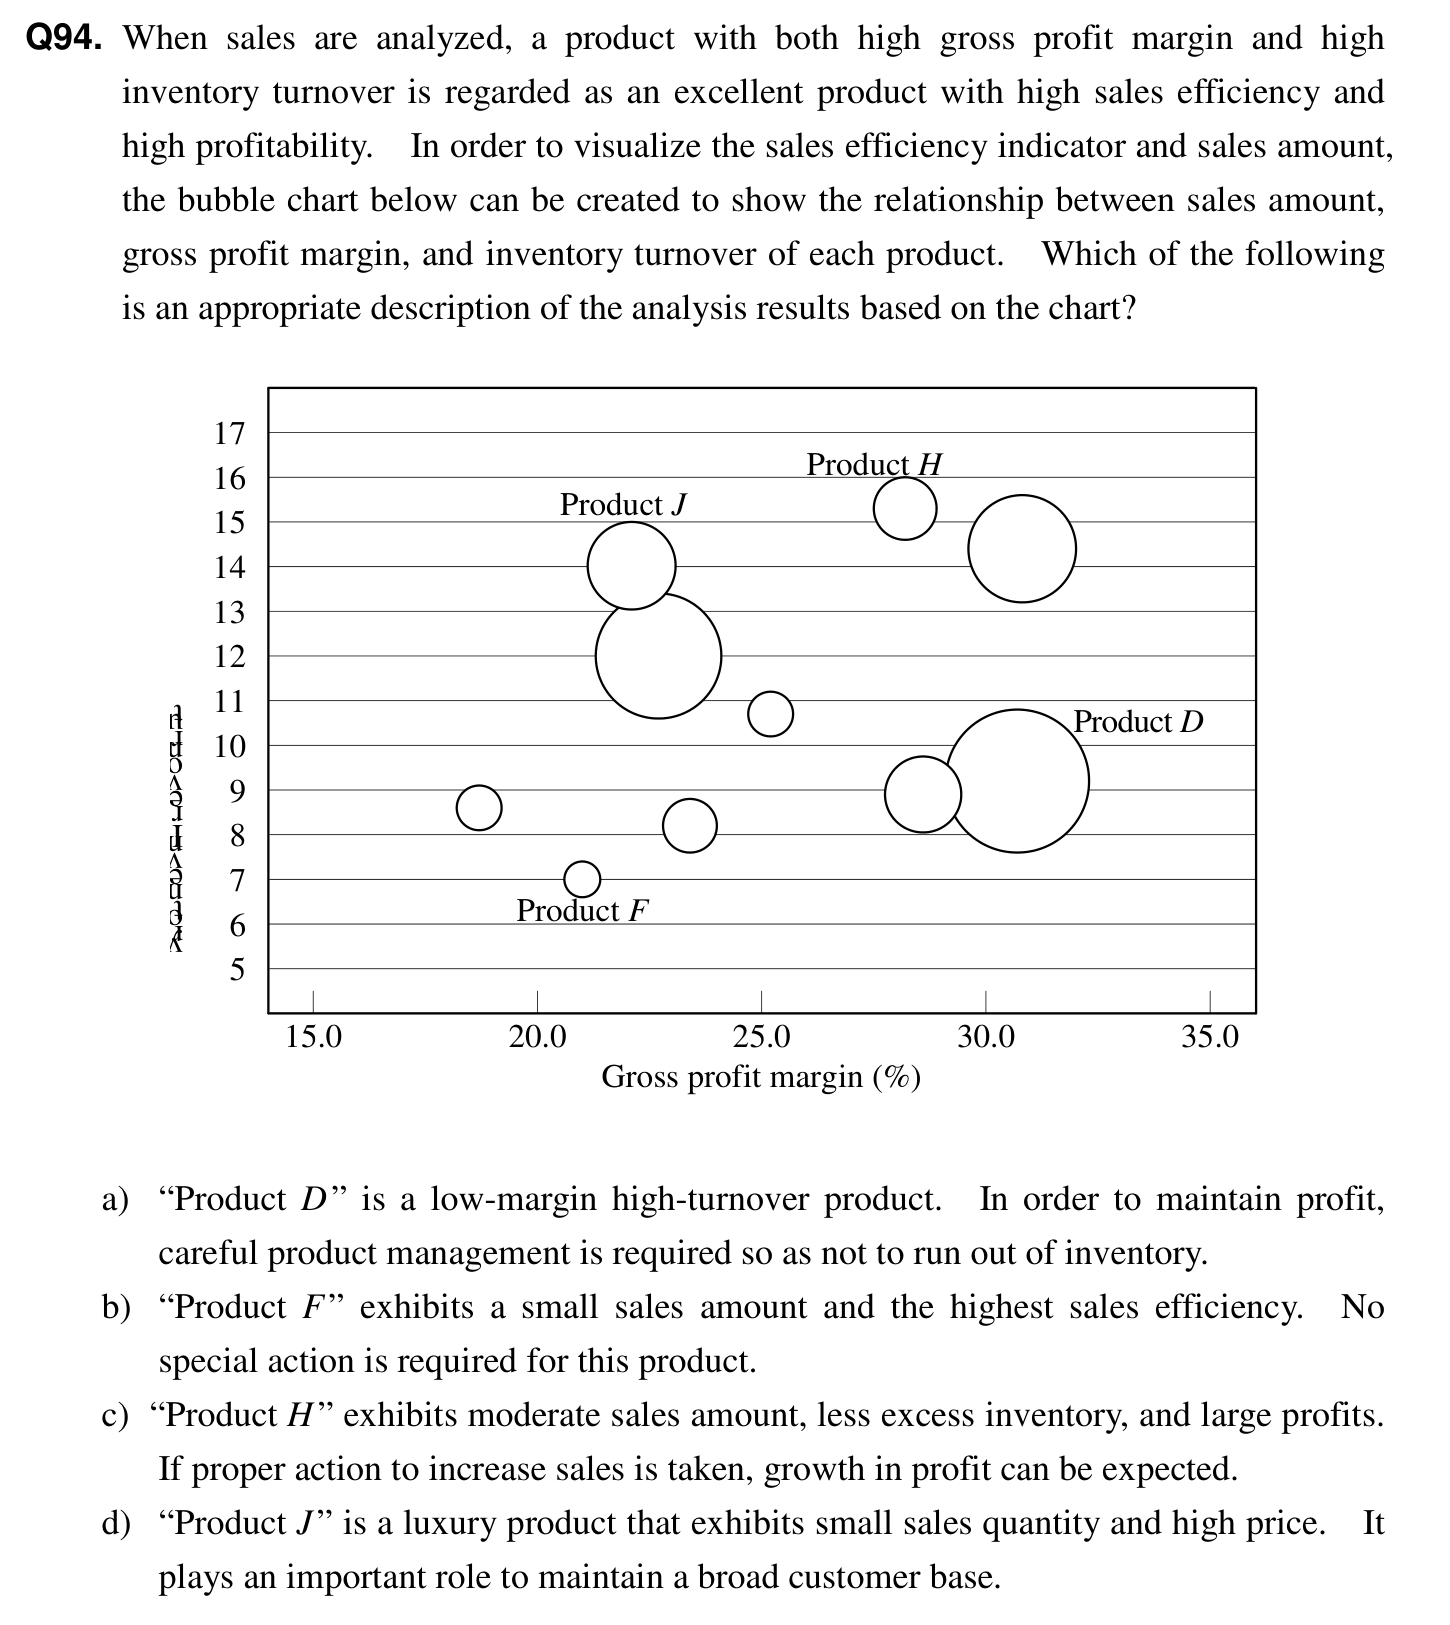 Q94. When sales are analyzed, a product with both high gross profit margin and high
inventory turnover is regarded as an excellent product with high sales efficiency and
high profitability. In order to visualize the sales efficiency indicator and sales amount,
the bubble chart below can be created to show the relationship between sales amount,
gross profit margin, and inventory turnover of each product. Which of the following
is an appropriate description of the analysis results based on the chart?
17
Product H
16
Product J
15
14
13
12
11
Product D
10
9
8
7
Product F
6
5
15.0 20.0 25.0 30.0 35.0
Gross profit margin (%)
a) “Product D” is a low-margin high-turnover product. In order to maintain profit,
careful product management is required so as not to run out of inventory.
b) “Product F” exhibits a small sales amount and the highest sales efficiency. No
special action is required for this product.
c) “Product H” exhibits moderate sales amount, less excess inventory, and large profits.
If proper action to increase sales is taken, growth in profit can be expected.
d) “Product J” is a luxury product that exhibits small sales quantity and high price. It
plays an important role to maintain a broad customer base.